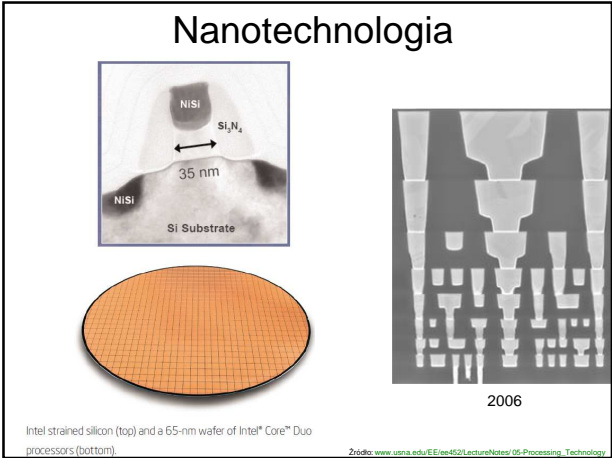 Nanotechnologia
NiSi
Si₃N₄
35 nm
NiSi
Si Substrate
2006
Intel strained silicon (top) and a 65-nm wafer of Intel® Core™ Duo
processors (bottom).
Źródło: www.usna.edu/EE/ee452/LectureNotes/ 05-Processing_Technology